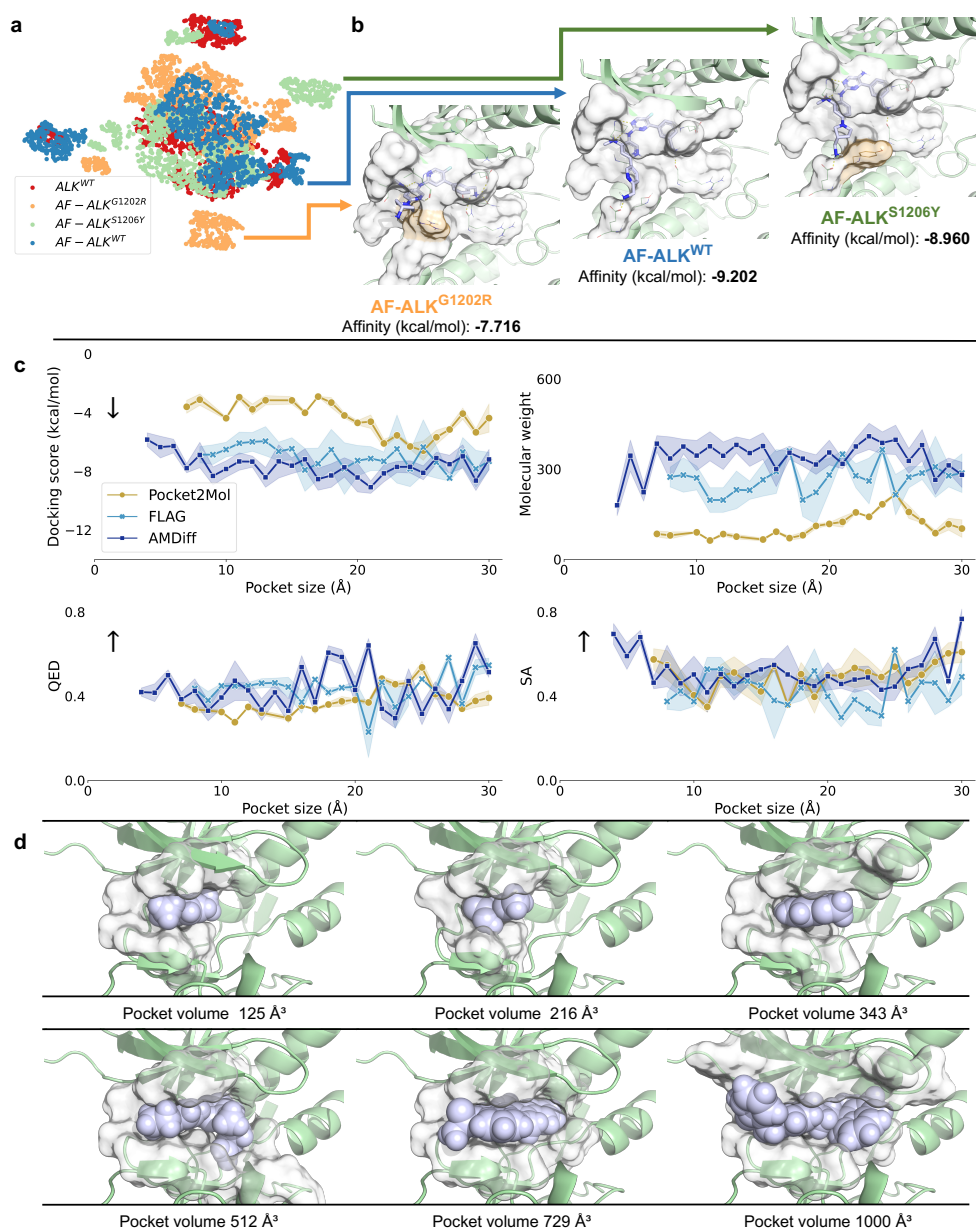 a
b
ALK^WT
AF − ALK^G1202R
AF − ALK^S1206Y
AF − ALK^WT
AF-ALK^S1206Y
Affinity (kcal/mol): -8.960
AF-ALK^WT
Affinity (kcal/mol): -9.202
AF-ALK^G1202R
Affinity (kcal/mol): -7.716
c
0
−4
−8
−12
Docking score (kcal/mol)
↓
Pocket2Mol
FLAG
AMDiff
0 10 20 30
Pocket size (Å)
600
300
0
Molecular weight
0 10 20 30
Pocket size (Å)
0.8
0.4
0.0
QED
↑
0 10 20 30
Pocket size (Å)
0.8
0.4
0.0
SA
↑
0 10 20 30
Pocket size (Å)
d
Pocket volume 125 Å³
Pocket volume 216 Å³
Pocket volume 343 Å³
Pocket volume 512 Å³
Pocket volume 729 Å³
Pocket volume 1000 Å³